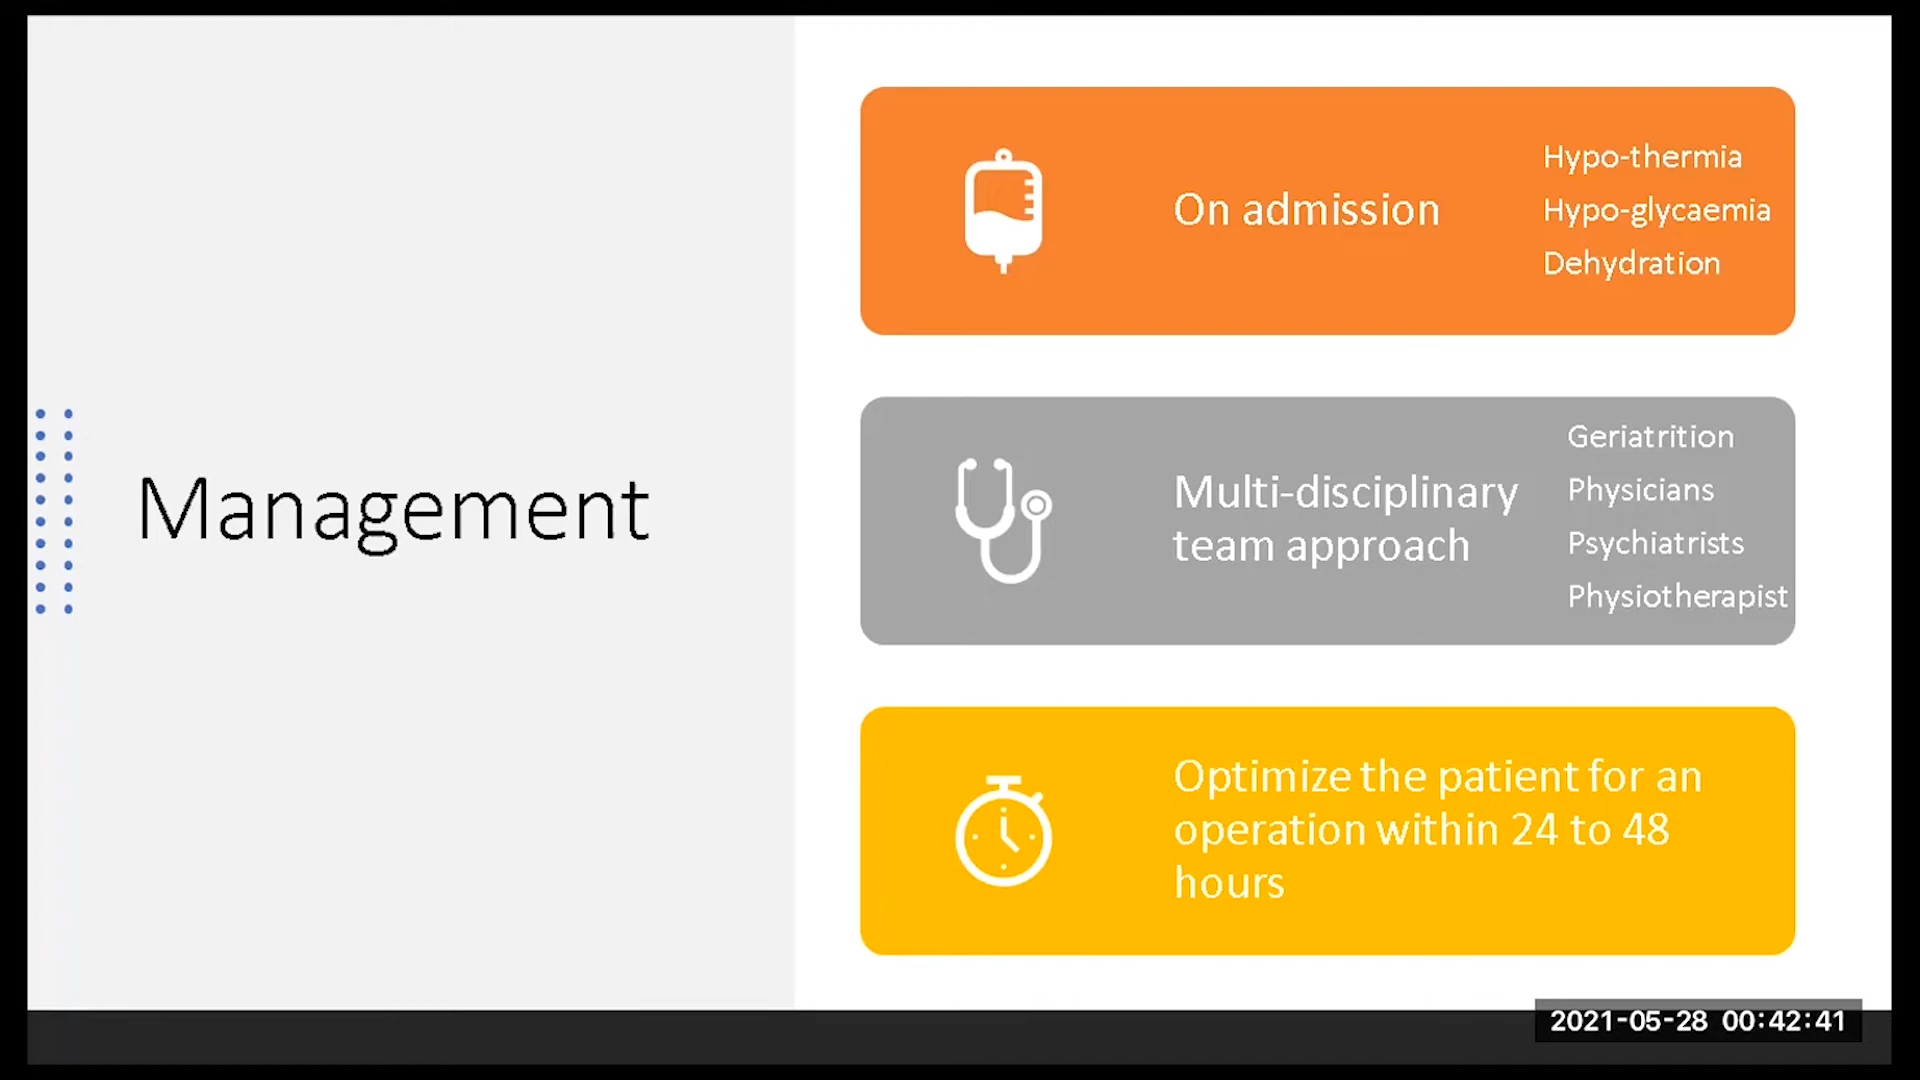 Management
On admission
Hypo-thermia
Hypo-glycaemia
Dehydration
Multi-disciplinary
team approach
Geriatrition
Physicians
Psychiatrists
Physiotherapist
Optimize the patient for an
operation within 24 to 48
hours
2021-05-28 00:42:41